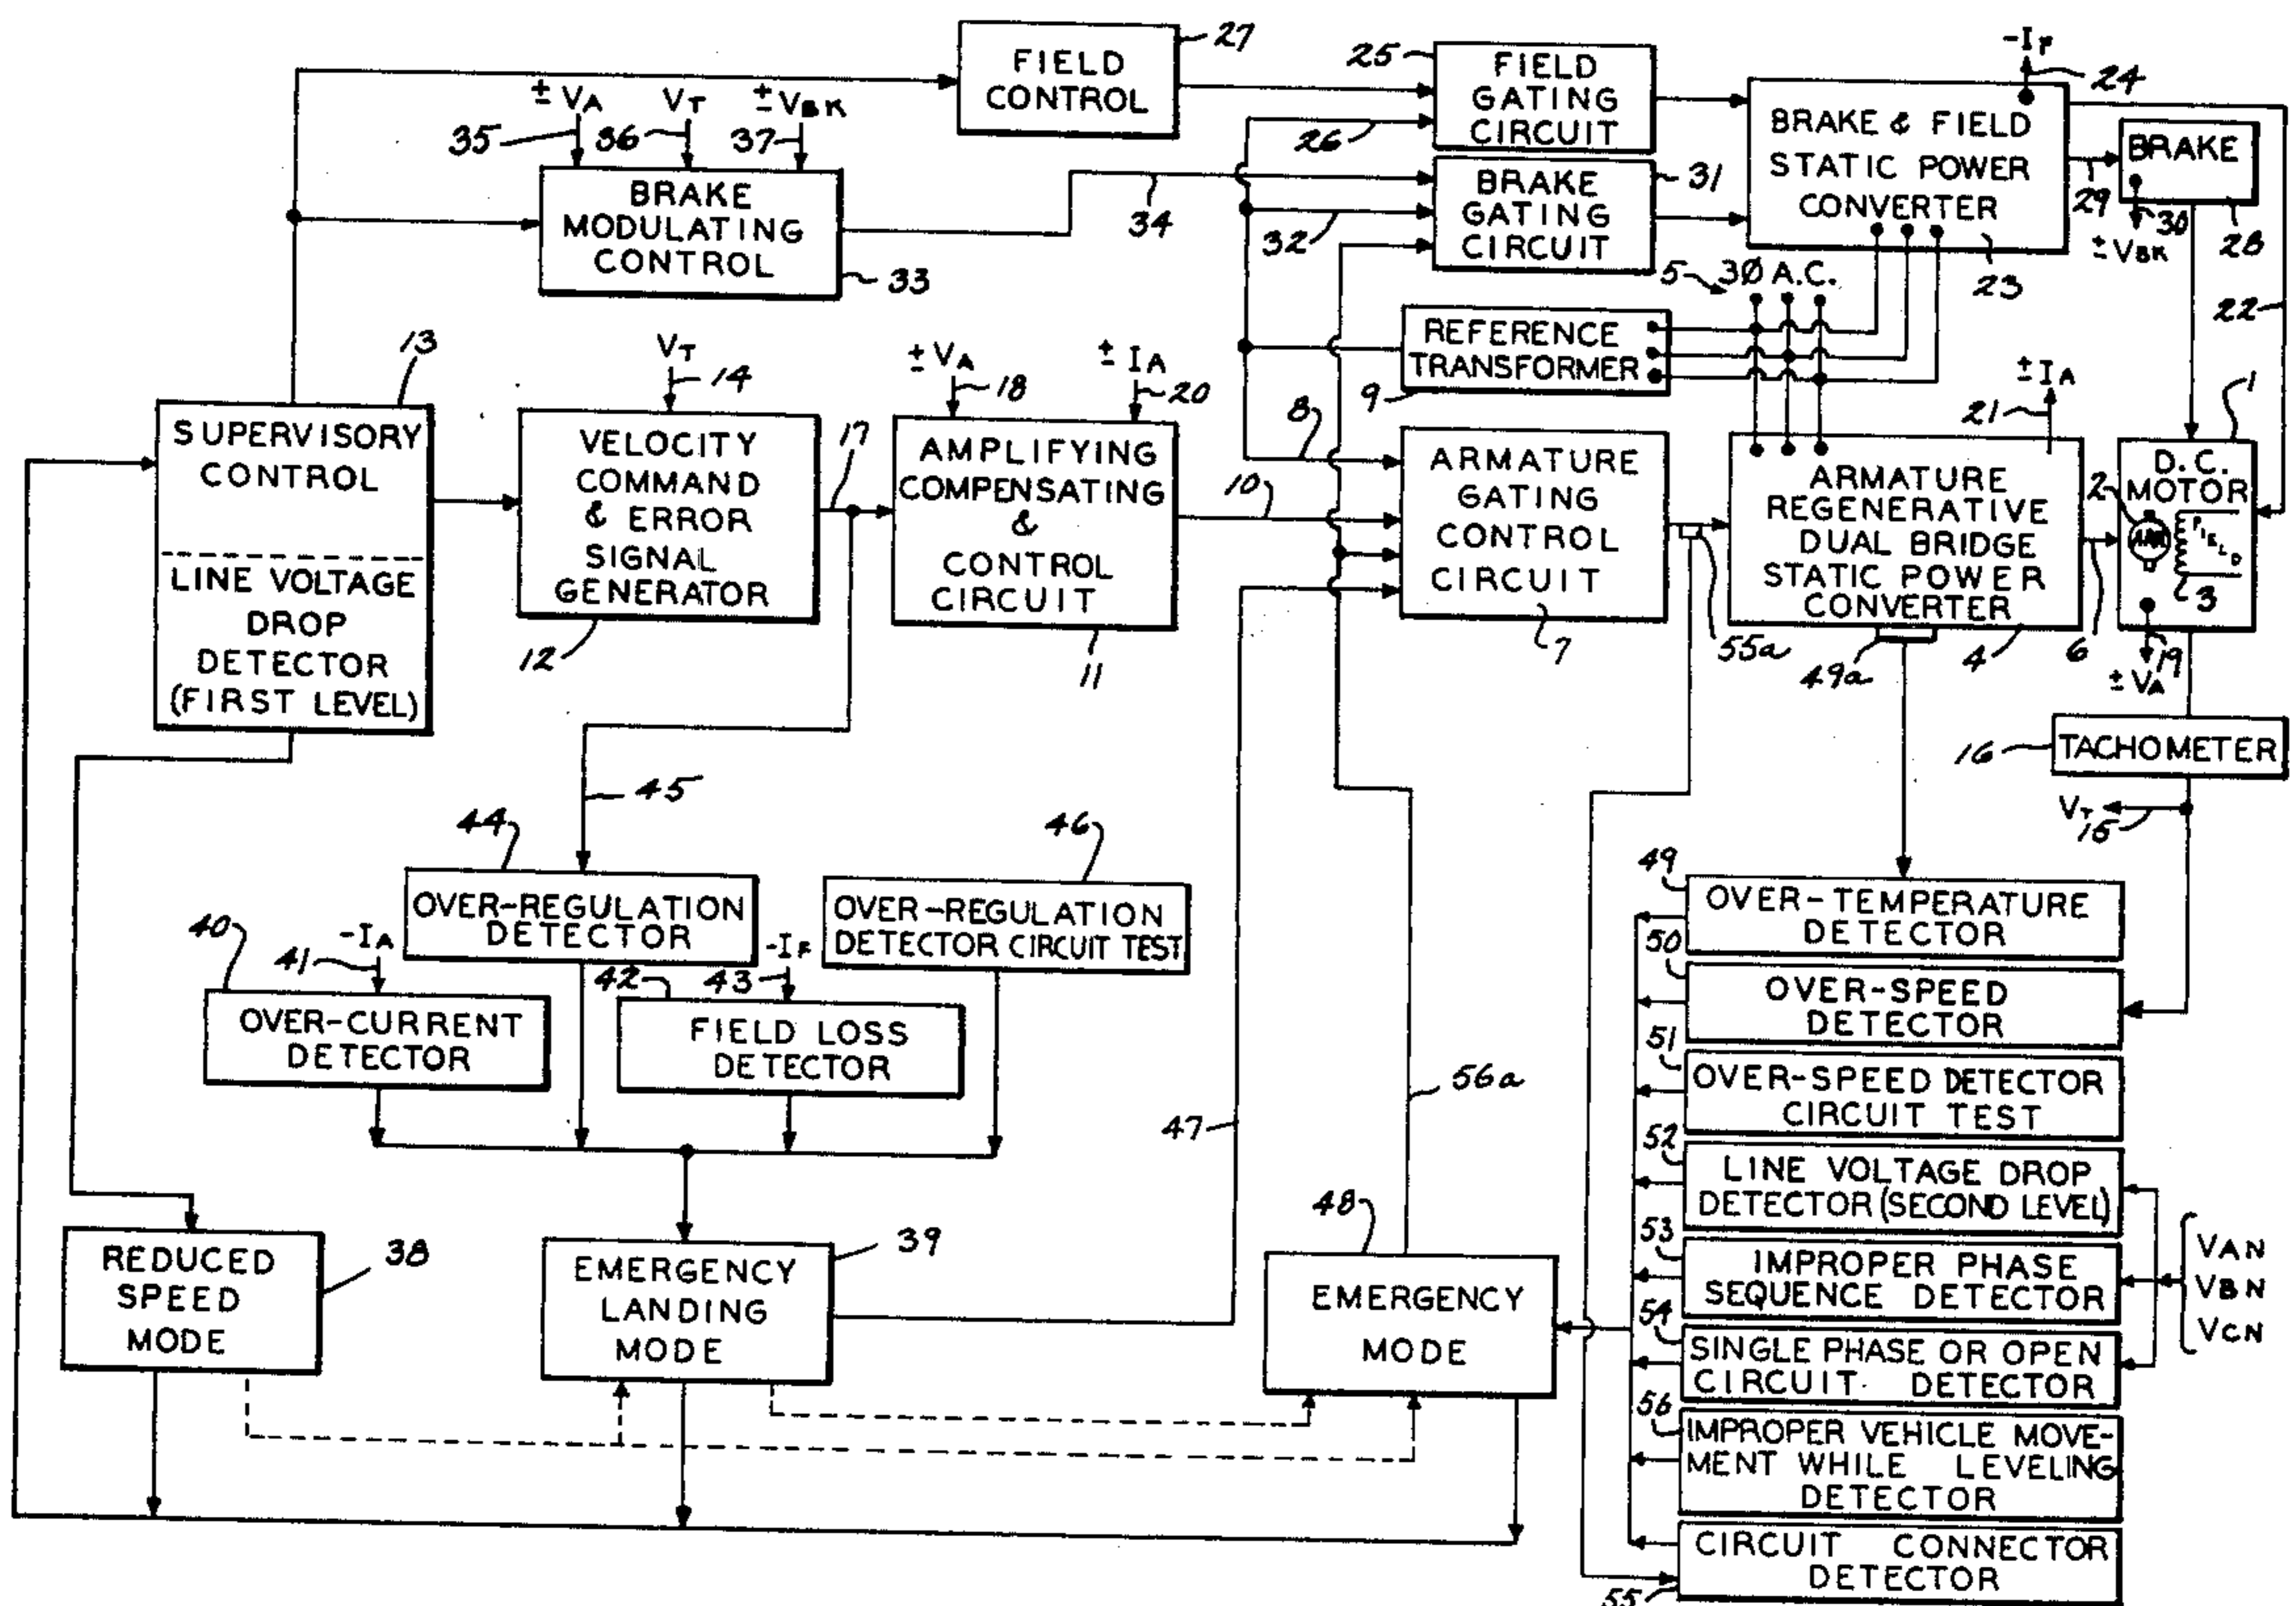 FIELD
CONTROL
27
25
FIELD
GATING
CIRCUIT
26
-IF
24
BRAKE & FIELD
STATIC POWER
CONVERTER
23
BRAKE
29
30
28
±VBK
22
±VA
VT
±VBK
35
36
37
BRAKE
MODULATING
CONTROL
33
34
BRAKE
GATING
CIRCUIT
31
32
5
3Ø A.C.
REFERENCE
TRANSFORMER
9
13
SUPERVISORY
CONTROL
LINE VOLTAGE
DROP
DETECTOR
(FIRST LEVEL)
VT
14
VELOCITY
COMMAND
& ERROR
SIGNAL
GENERATOR
12
17
±VA
18
±IA
20
AMPLIFYING
COMPENSATING
&
CONTROL
CIRCUIT
11
8
10
ARMATURE
GATING
CONTROL
CIRCUIT
7
55a
±IA
21
ARMATURE
REGENERATIVE
DUAL BRIDGE
STATIC POWER
CONVERTER
49a
4
6
1
D.C.
MOTOR
2
ARM
FIELD
3
19
±VA
16
TACHOMETER
VT
15
45
44
OVER-REGULATION
DETECTOR
46
OVER-REGULATION
DETECTOR CIRCUIT TEST
40
-IA
41
OVER-CURRENT
DETECTOR
42
-IF
43
FIELD LOSS
DETECTOR
47
56a
38
REDUCED
SPEED
MODE
39
EMERGENCY
LANDING
MODE
48
EMERGENCY
MODE
49
OVER-TEMPERATURE
DETECTOR
50
OVER-SPEED
DETECTOR
51
OVER-SPEED DETECTOR
CIRCUIT TEST
52
LINE VOLTAGE DROP
DETECTOR (SECOND LEVEL)
53
IMPROPER PHASE
SEQUENCE DETECTOR
54
SINGLE PHASE OR OPEN
CIRCUIT DETECTOR
56
IMPROPER VEHICLE MOVE-
MENT WHILE LEVELING
DETECTOR
CIRCUIT CONNECTOR
DETECTOR
55
VAN
VBN
VCN